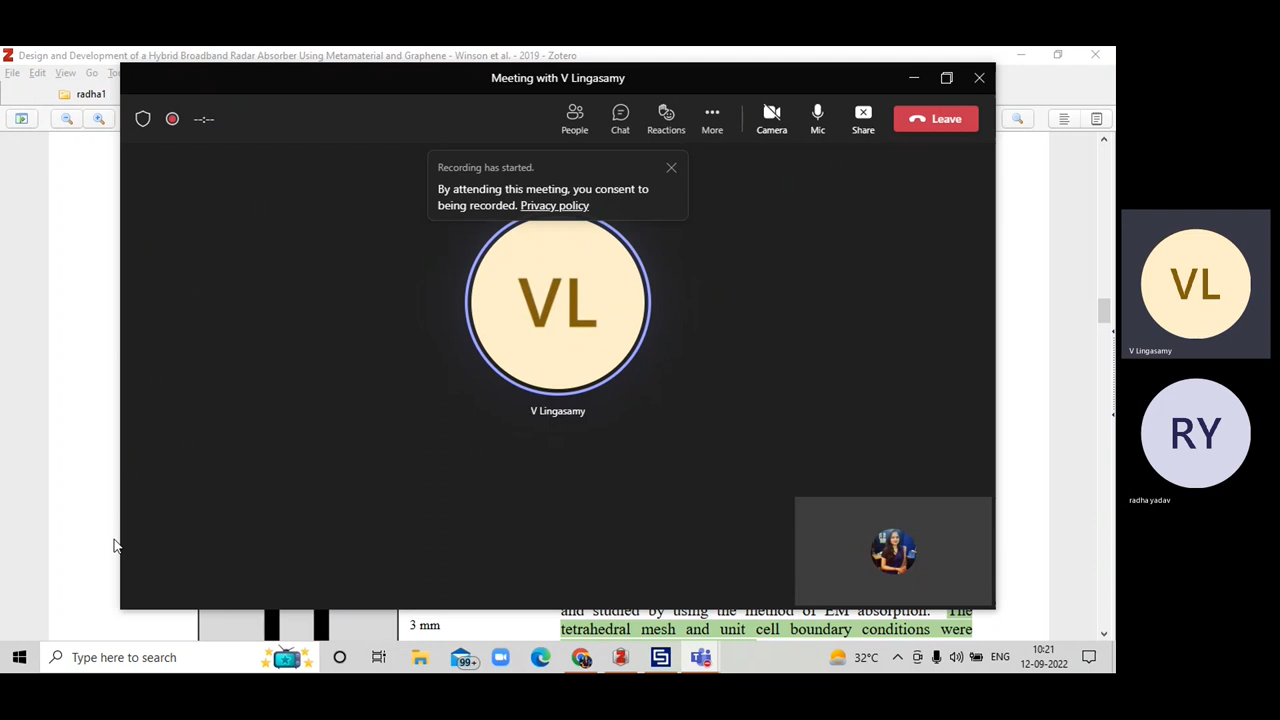 Design and Development of a Hybrid Broadband Radar Absorber Using Metamaterial and Graphene - Winson et al. - 2019 - Zotero
File Edit View Go
radha1
Meeting with V Lingasamy
--:--
People Chat Reactions More Camera Mic Share Leave
Recording has started.
By attending this meeting, you consent to
being recorded. Privacy policy
VL
V Lingasamy
VL
V Lingasamy
RY
radha yadav
and studied by using the method of EM absorption. The
3 mm
tetrahedral mesh and unit cell boundary conditions were
Type here to search
99+
32°C
ENG
10:21
12-09-2022